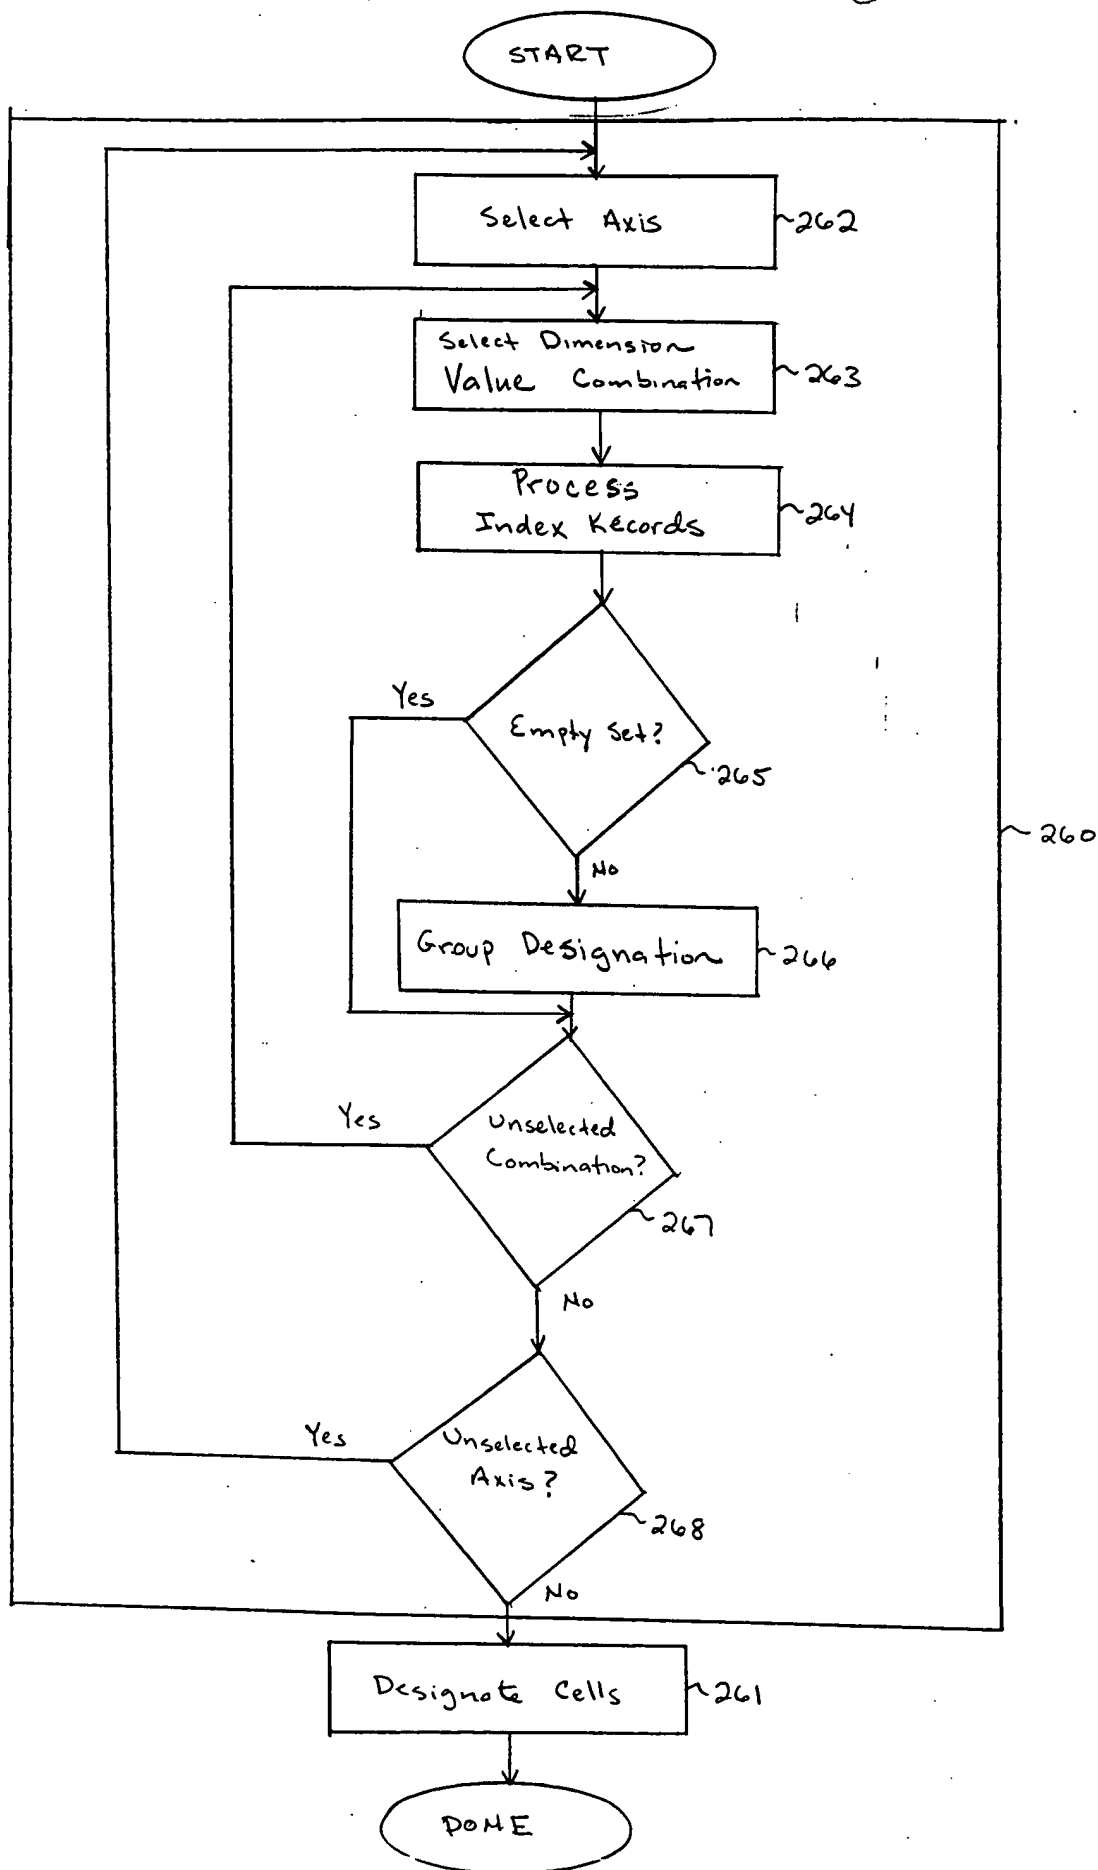 START
Select Axis
262
Select Dimension
Value Combination
263
Process
Index Records
264
Yes
Empty Set?
265
260
No
Group Designation
266
Yes
Unselected
Combination?
267
No
Yes
Unselected
Axis?
268
No
Designate Cells
261
DONE